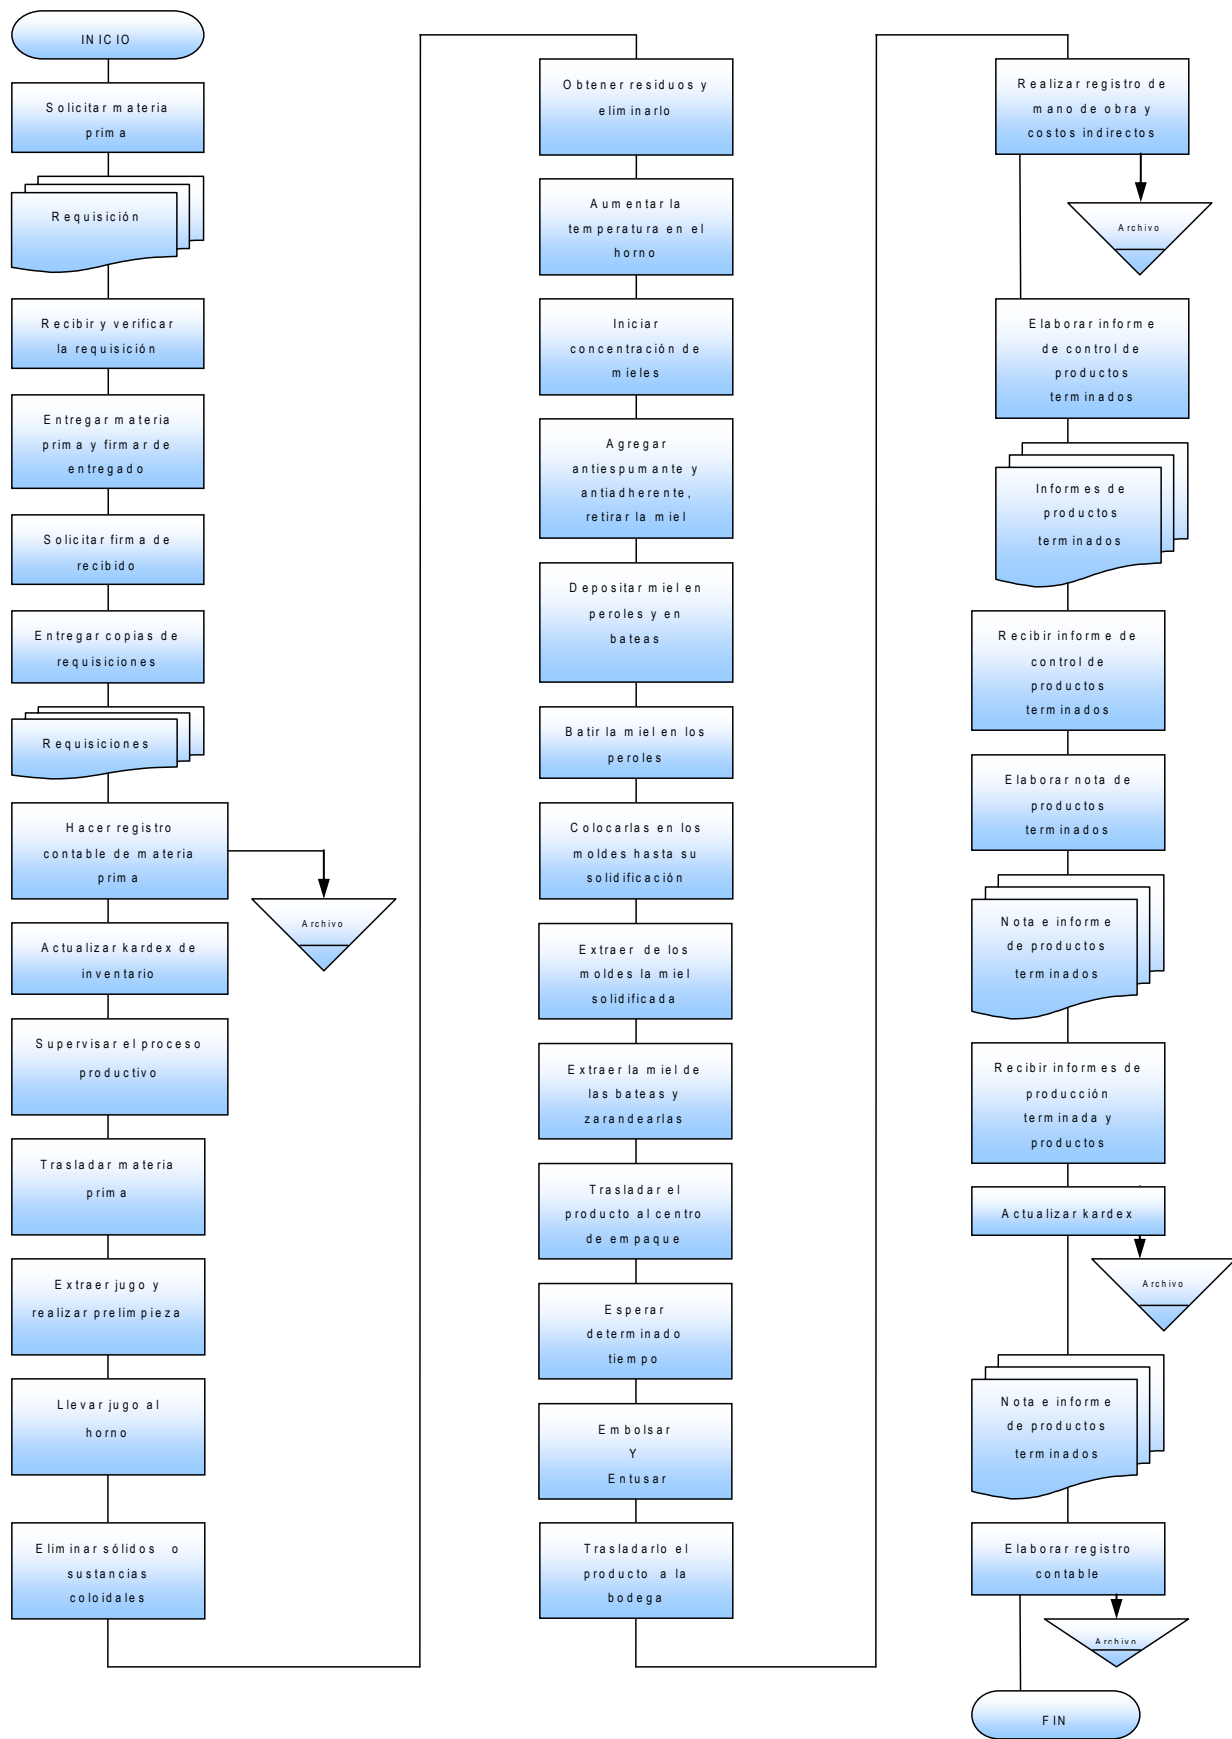 INICIO
Solicitar materia
prima
Requisición
Recibir y verificar
la requisición
Entregar materia
prima y firmar de
entregado
Solicitar firma de
recibido
Entregar copias de
requisiciones
Requisiciones
Hacer registro
contable de materia
prima
Archivo
Actualizar kardex de
inventario
Supervisar el proceso
productivo
Trasladar materia
prima
Extraer jugo y
realizar prelimpieza
Llevar jugo al
horno
Eliminar sólidos o
sustancias
coloidales
Obtener residuos y
eliminarlo
Aumentar la
temperatura en el
horno
Iniciar
concentración de
mieles
Agregar
antiespumante y
antiadherente,
retirar la miel
Depositar miel en
peroles y en
bateas
Batir la miel en los
peroles
Colocarlas en los
moldes hasta su
solidificación
Extraer de los
moldes la miel
solidificada
Extraer la miel de
las bateas y
zarandearlas
Trasladar el
producto al centro
de empaque
Esperar
determinado
tiempo
Embolsar
Y
Entusar
Trasladarlo el
producto a la
bodega
Realizar registro de
mano de obra y
costos indirectos
Archivo
Elaborar informe
de control de
productos
terminados
Informes de
productos
terminados
Recibir informe de
control de
productos
terminados
Elaborar nota de
productos
terminados
Nota e informe
de productos
terminados
Recibir informes de
producción
terminada y
productos
Actualizar kardex
Archivo
Nota e informe
de productos
terminados
Elaborar registro
contable
Archivo
FIN